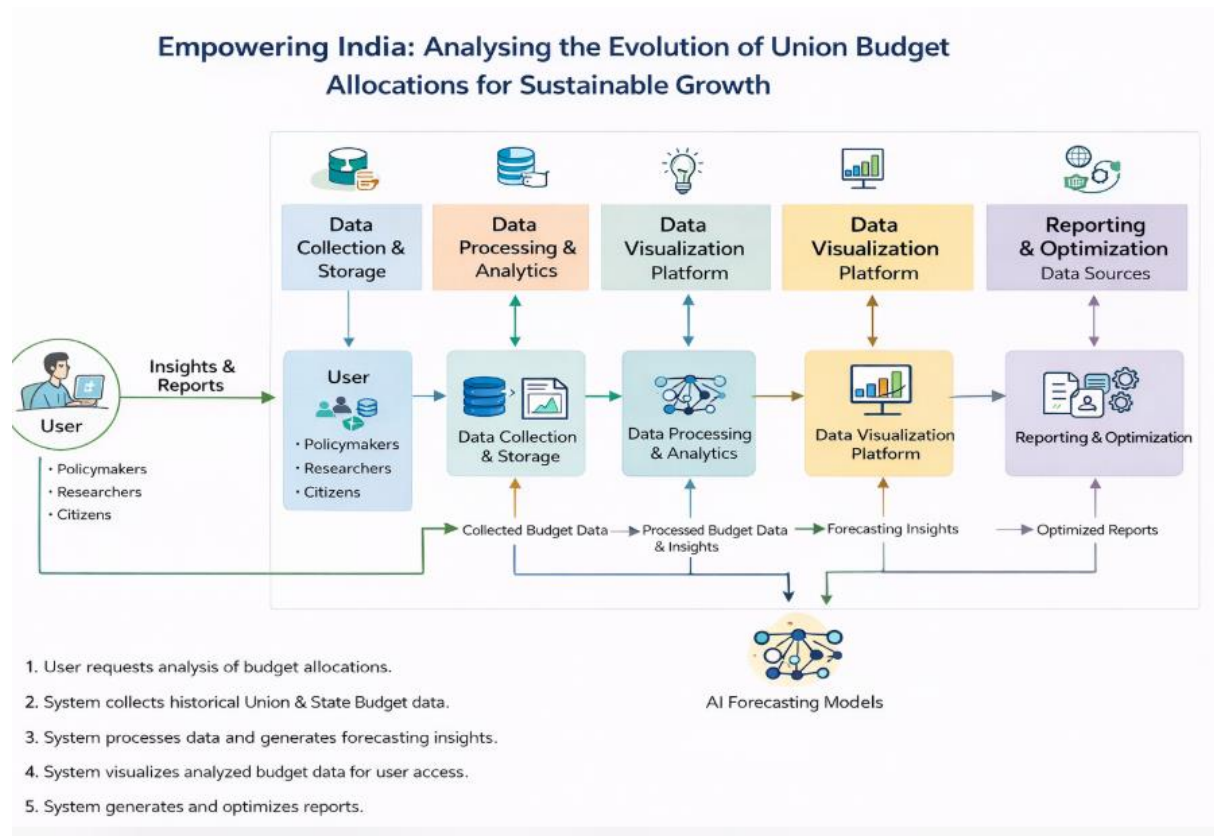 Empowering India: Analysing the Evolution of Union Budget
Allocations for Sustainable Growth
Data
Collection &
Storage
Data
Processing &
Analytics
Data
Visualization
Platform
Data
Visualization
Platform
Reporting
& Optimization
Data Sources
User
Insights &
Reports
User
• Policymakers
• Researchers
• Citizens
Data Collection
& Storage
Data Processing
& Analytics
Data Visualization
Platform
Reporting & Optimization
• Policymakers
• Researchers
• Citizens
Collected Budget Data
Processed Budget Data
& Insights
Forecasting Insights
Optimized Reports
AI Forecasting Models
1. User requests analysis of budget allocations.
2. System collects historical Union & State Budget data.
3. System processes data and generates forecasting insights.
4. System visualizes analyzed budget data for user access.
5. System generates and optimizes reports.